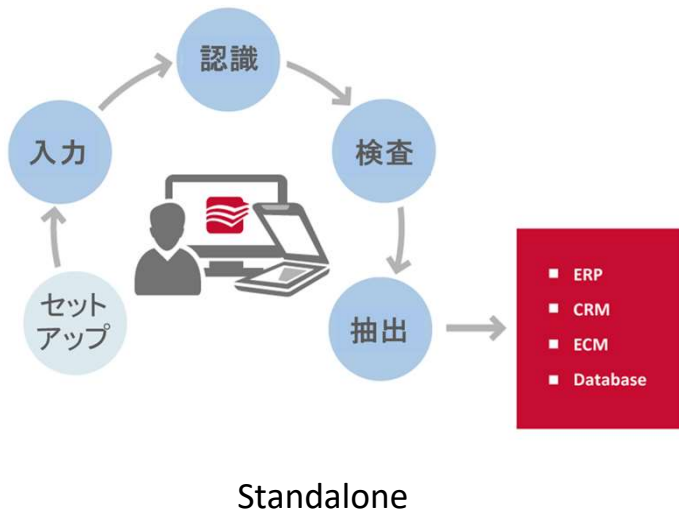 認識
入力
検査
セット
アップ
抽出
ERP
CRM
ECM
Database
Standalone